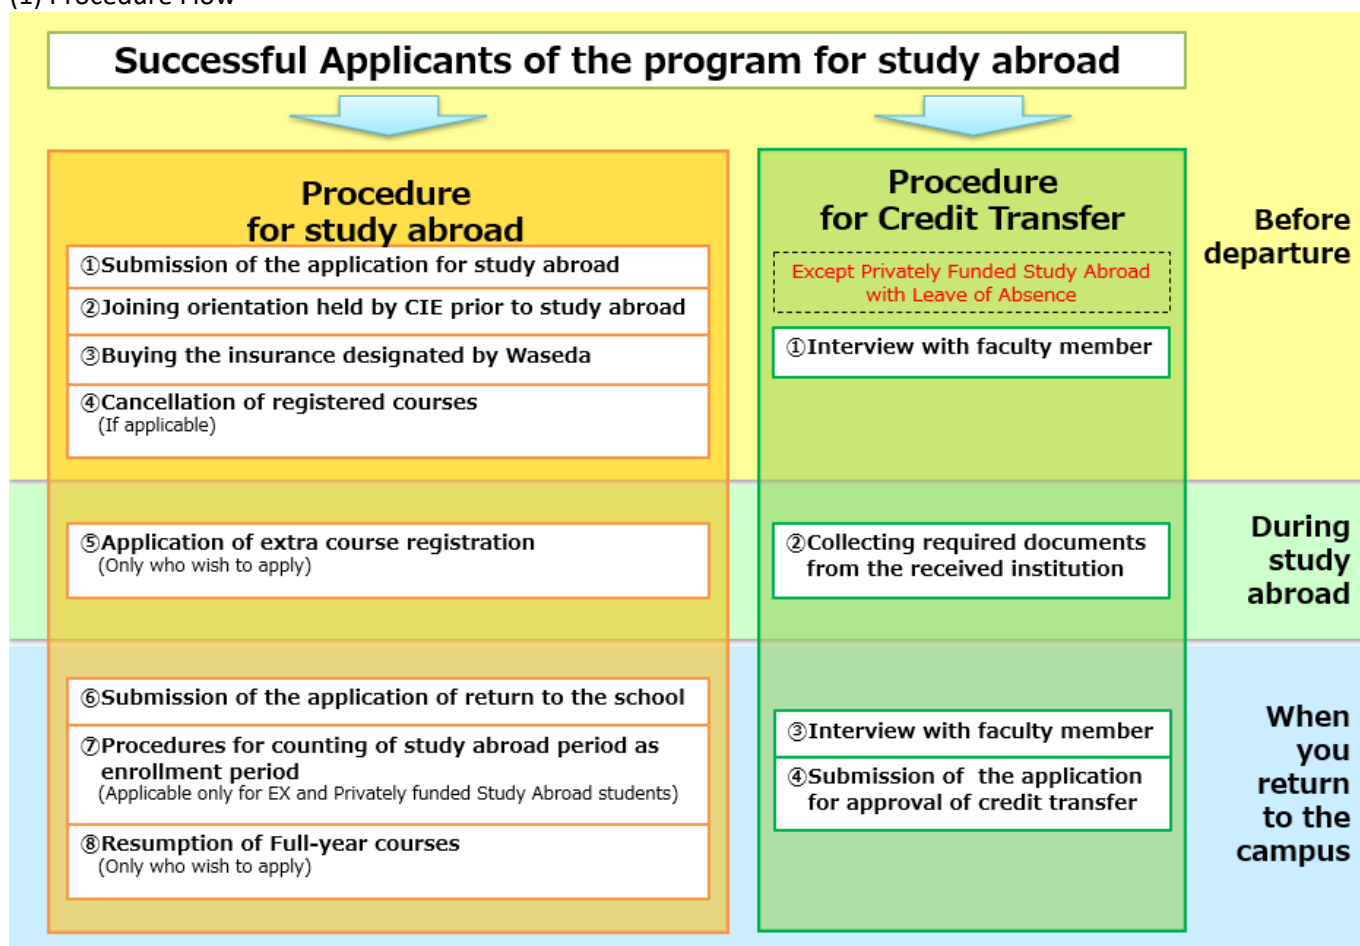 (1) Procedure Flow
Successful Applicants of the program for study abroad
Procedure
for study abroad
①Submission of the application for study abroad
②Joining orientation held by CIE prior to study abroad
③Buying the insurance designated by Waseda
④Cancellation of registered courses
(If applicable)
⑤Application of extra course registration
(Only who wish to apply)
⑥Submission of the application of return to the school
⑦Procedures for counting of study abroad period as
enrollment period
(Applicable only for EX and Privately funded Study Abroad students)
⑧Resumption of Full-year courses
(Only who wish to apply)
Procedure
for Credit Transfer
Except Privately Funded Study Abroad
with Leave of Absence
①Interview with faculty member
②Collecting required documents
from the received institution
③Interview with faculty member
④Submission of the application
for approval of credit transfer
Before
departure
During
study
abroad
When
you
return
to the
campus